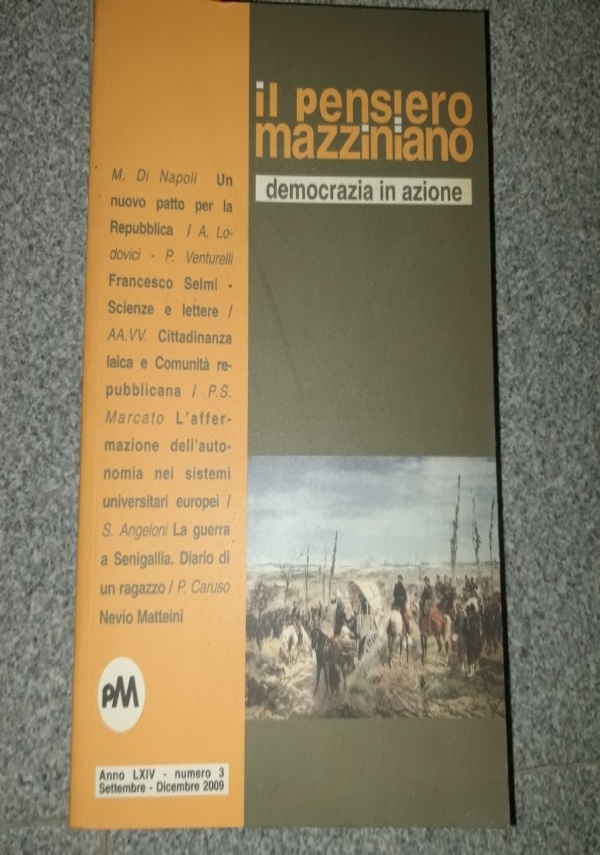 il pensiero
mazziniano
democrazia in azione
M. Di Napoli Un
nuovo patto per la
Repubblica / A. Lo-
dovici - P. Venturelli
Francesco Selmi -
Scienze e lettere /
AA.VV. Cittadinanza
laica e Comunità re-
pubblicana / P.S.
Marcato L'affer-
mazione dell'auto-
nomia nei sistemi
universitari europei /
S. Angeloni La guerra
a Senigallia. Diario di
un ragazzo / P. Caruso
Nevio Matteini
PM
Anno LXIV - numero 3
Settembre - Dicembre 2009